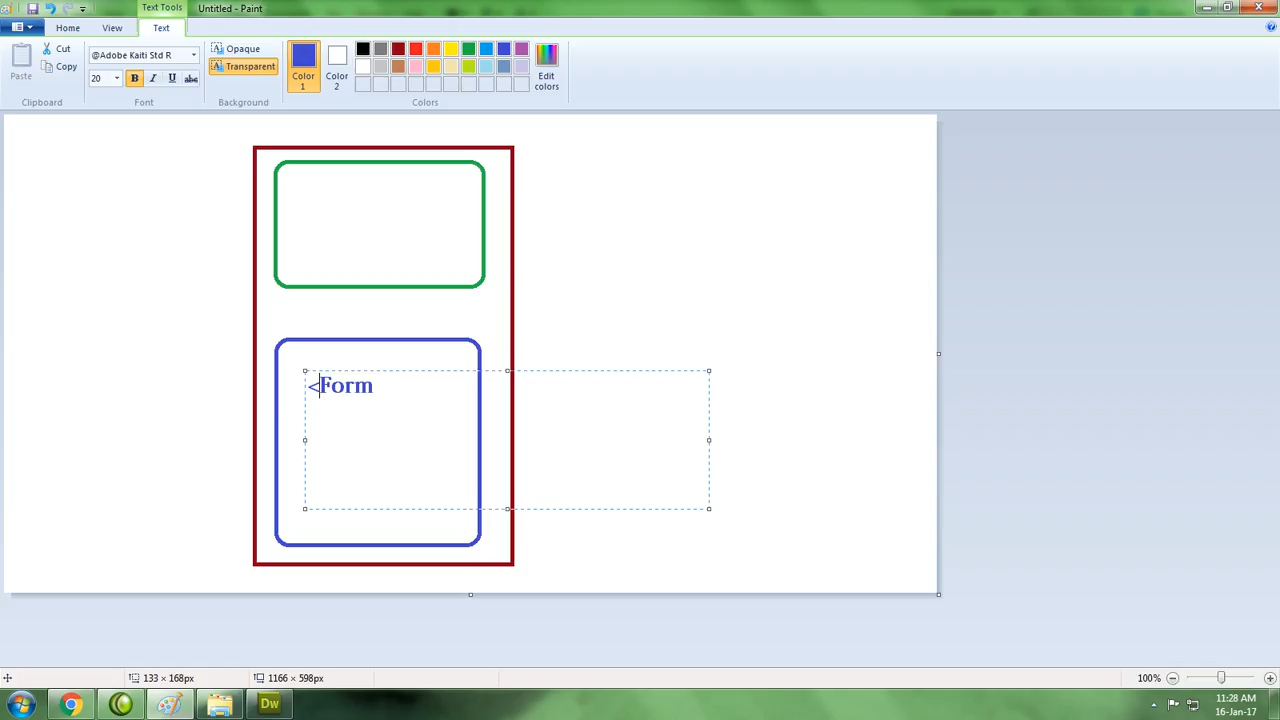 Text Tools
Untitled - Paint
Home
View
Text
Paste
Cut
Copy
Clipboard
@Adobe Kaiti Std R
20
B
I
U
abc
Font
Opaque
Transparent
Background
Color 1
Color 2
Edit colors
Colors
<Form
133 × 168px
1166 × 598px
100%
Dw
11:28 AM
16-Jan-17